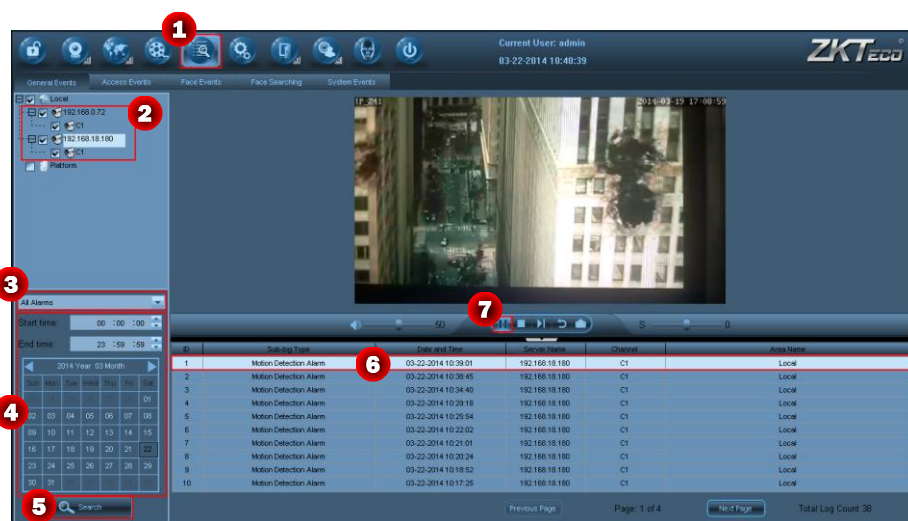 1
Current User: admin
03-22-2014 10:40:39
ZKTeco
General Events Access Events Face Events Face Searching System Events
Local
192.168.0.72
C1
192.168.18.180
C1
Platform
2
IP_241 2014-03-19 17:08:59
3
All Alarms
Start time: 00 :00 :00
End time: 23 :59 :59
7
50 S 0
2014 Year 03 Month
Sun Mon Tue Wed Thu Fri Sat
01
02 03 04 05 06 07 08
09 10 11 12 13 14 15
16 17 18 19 20 21 22
23 24 25 26 27 28 29
30 31
4
5
Search
ID Sub-log Type Date and Time Server Name Channel Area Name
6
1 Motion Detection Alarm 03-22-2014 10:39:01 192.168.18.180 C1 Local
2 Motion Detection Alarm 03-22-2014 10:38:45 192.168.18.180 C1 Local
3 Motion Detection Alarm 03-22-2014 10:34:40 192.168.18.180 C1 Local
4 Motion Detection Alarm 03-22-2014 10:29:18 192.168.18.180 C1 Local
5 Motion Detection Alarm 03-22-2014 10:25:54 192.168.18.180 C1 Local
6 Motion Detection Alarm 03-22-2014 10:22:02 192.168.18.180 C1 Local
7 Motion Detection Alarm 03-22-2014 10:21:01 192.168.18.180 C1 Local
8 Motion Detection Alarm 03-22-2014 10:20:24 192.168.18.180 C1 Local
9 Motion Detection Alarm 03-22-2014 10:18:52 192.168.18.180 C1 Local
10 Motion Detection Alarm 03-22-2014 10:17:25 192.168.18.180 C1 Local
Previous Page Page: 1 of 4 Next Page Total Log Count 38